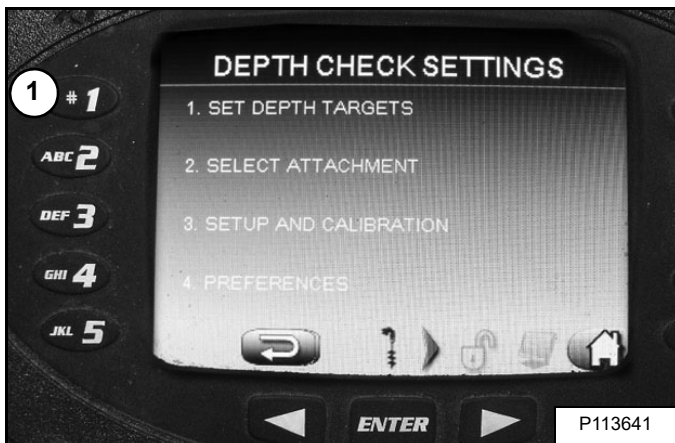 DEPTH CHECK SETTINGS
1
# 1
1. SET DEPTH TARGETS
ABC 2
2. SELECT ATTACHMENT
DEF 3
3. SETUP AND CALIBRATION
GHI 4
4. PREFERENCES
JKL 5
ENTER
P113641